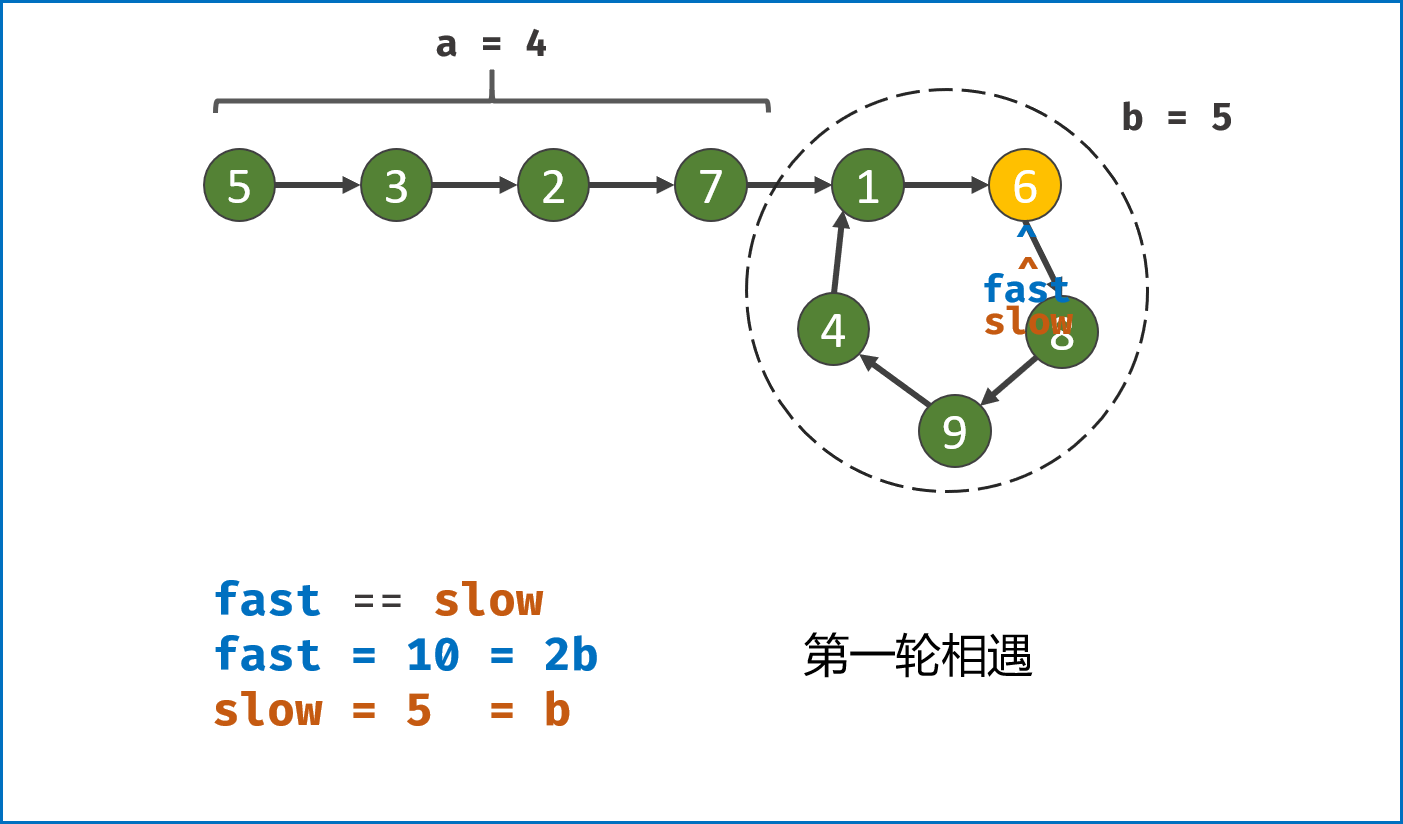 a = 4
b = 5
5 3 2 7 1 6
^
^
fast
slow
4 8
9
fast == slow
fast = 10 = 2b
第一轮相遇
slow = 5 = b